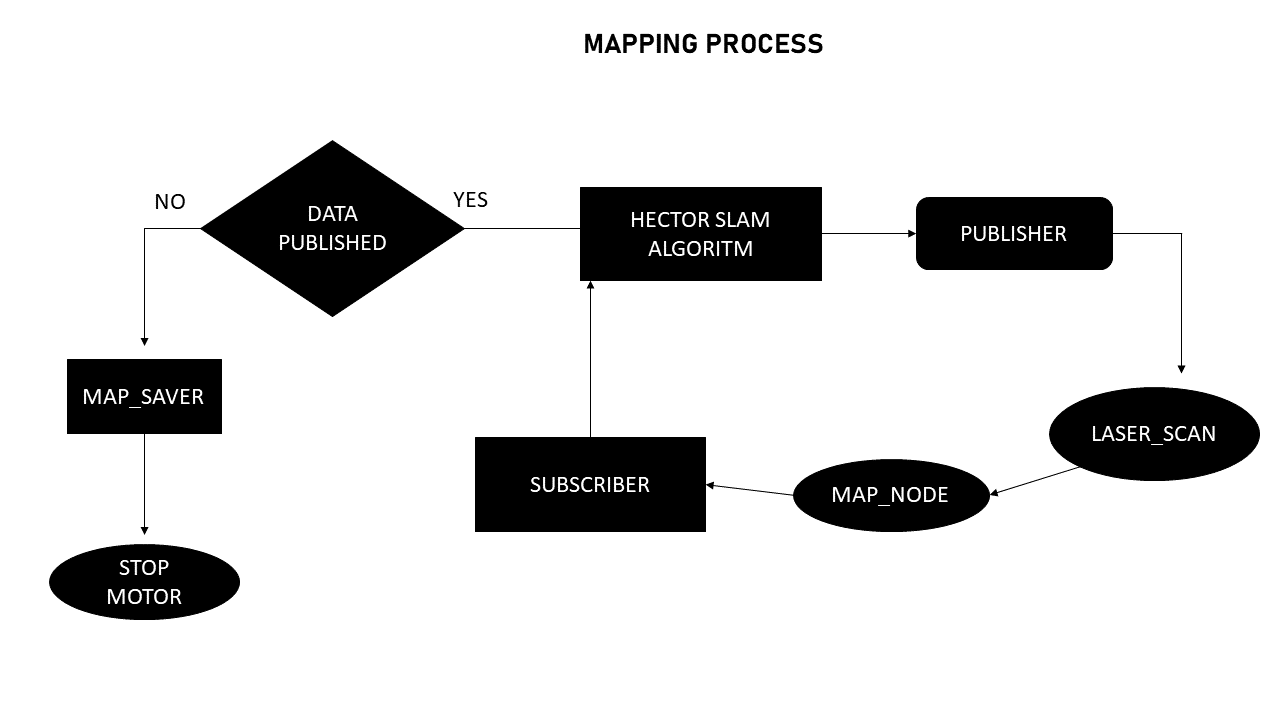 MAPPING PROCESS
NO
YES
DATA
PUBLISHED
HECTOR SLAM
ALGORITM
PUBLISHER
MAP_SAVER
LASER_SCAN
SUBSCRIBER
MAP_NODE
STOP
MOTOR